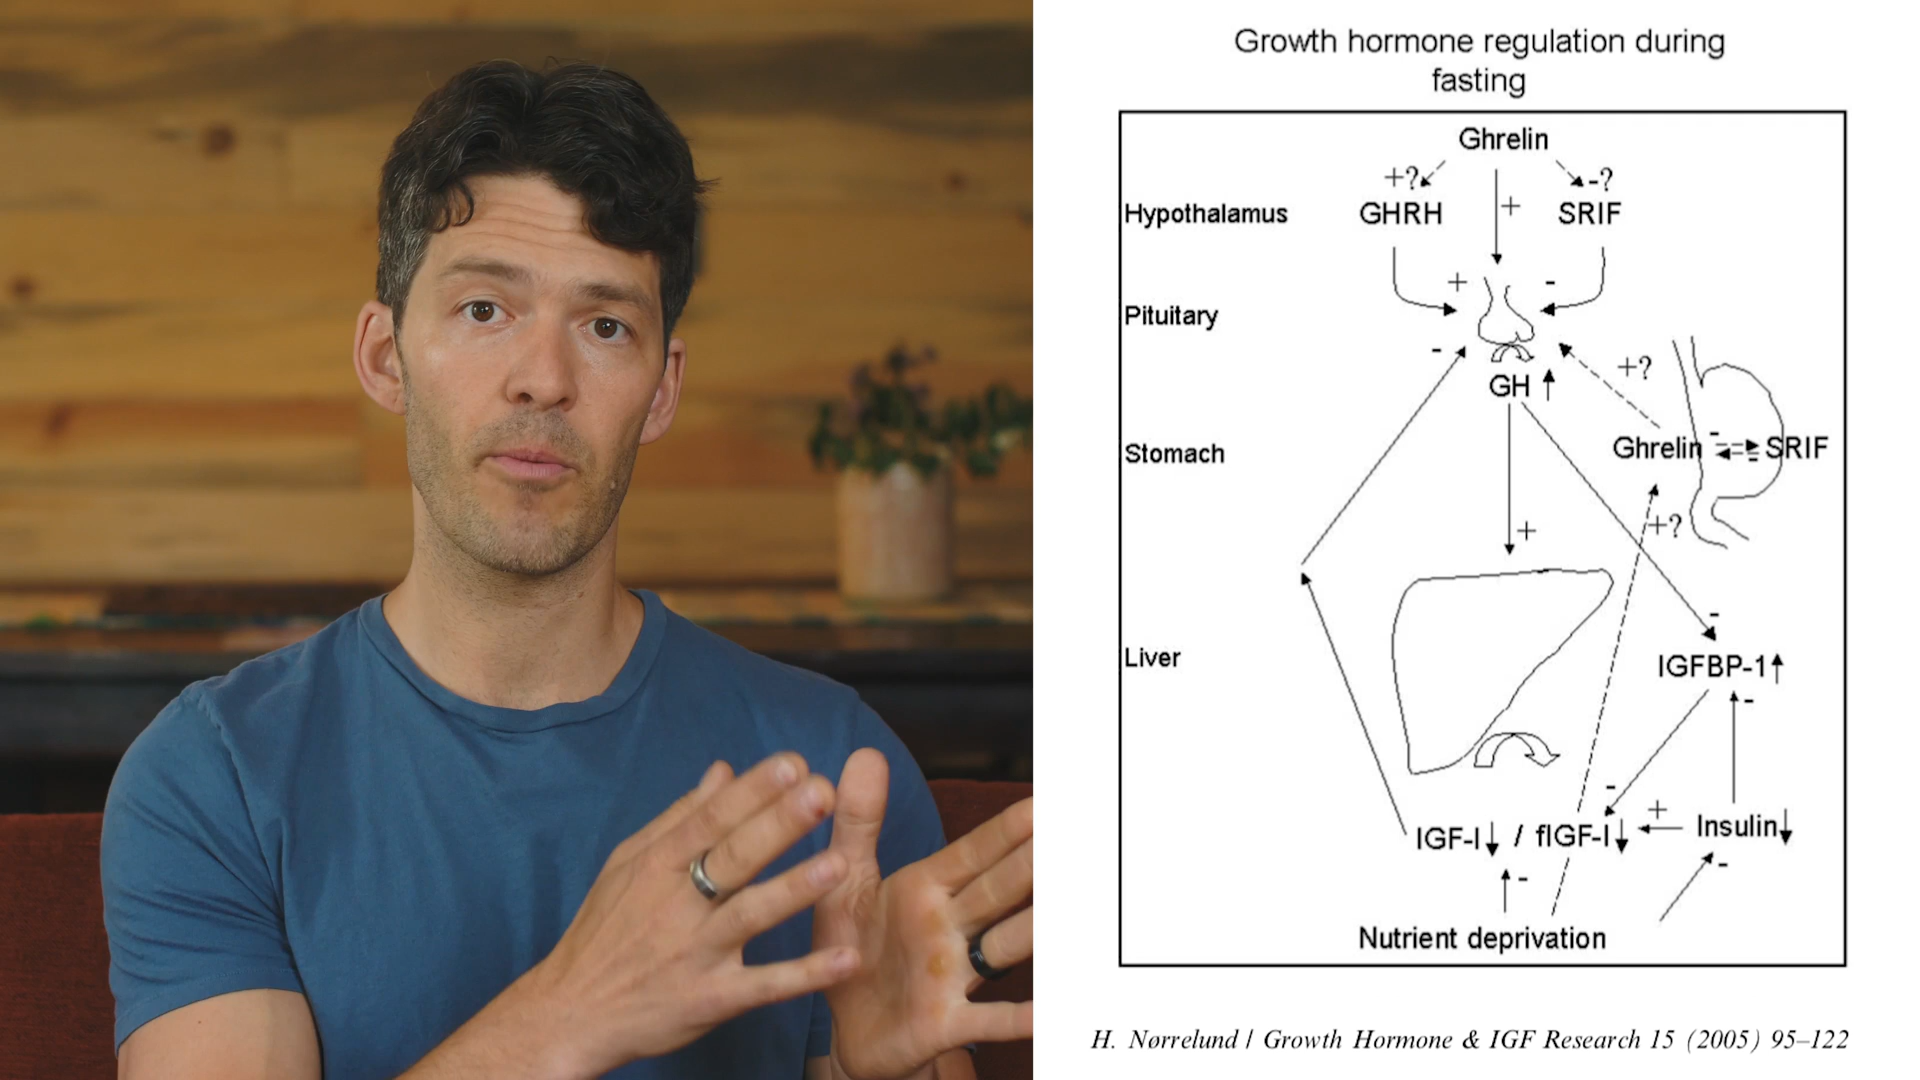 Growth hormone regulation during
fasting
Ghrelin
+? -?
Hypothalamus GHRH + SRIF
+ -
Pituitary
-
+?
GH ↑
-
Stomach Ghrelin SRIF
-
+?
+
-
Liver
IGFBP-1↑
-
-
+
IGF-I↓ / fIGF-I↓ Insulin↓
- -
Nutrient deprivation
H. Nørrelund / Growth Hormone & IGF Research 15 (2005) 95–122